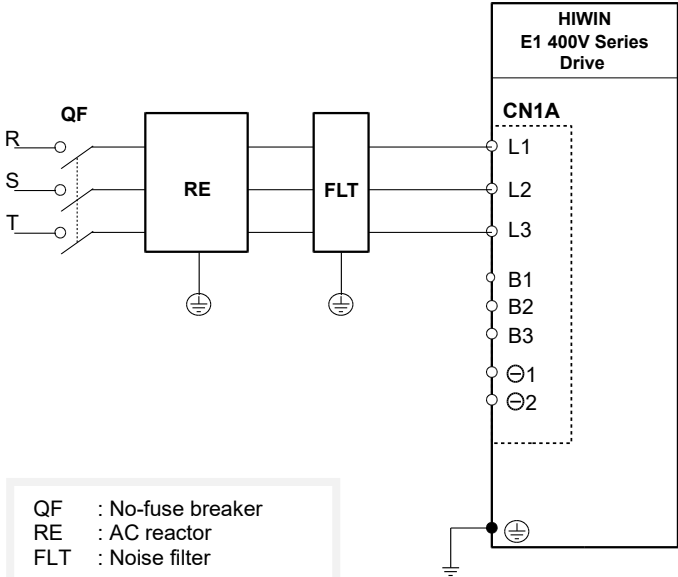 HIWIN
E1 400V Series
Drive
QF
CN1A
R
S
T
RE
FLT
L1
L2
L3
B1
B2
B3
⊖1
⊖2
QF : No-fuse breaker
RE : AC reactor
FLT : Noise filter